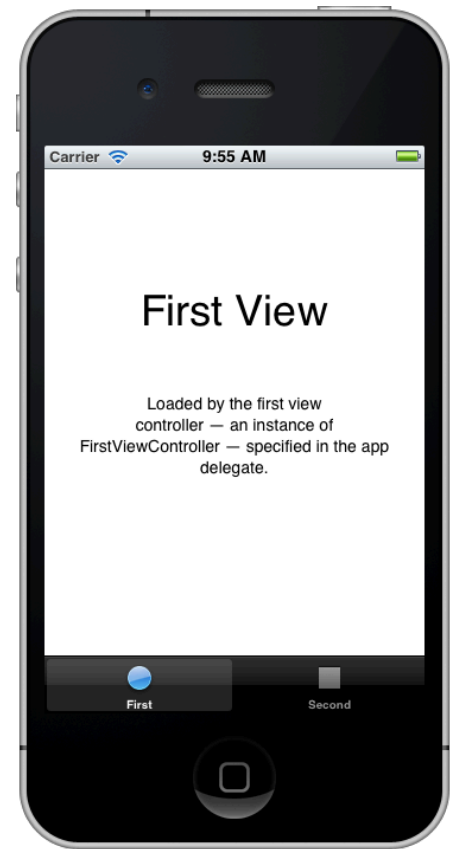 Carrier 9:55 AM
First View
Loaded by the first view
controller — an instance of
FirstViewController — specified in the app
delegate.
First Second